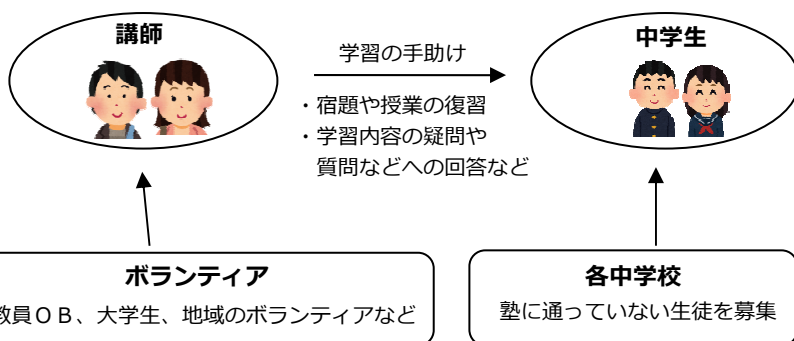 講師
学習の手助け
中学生
・宿題や授業の復習
・学習内容の疑問や
質問などへの回答など
ボランティア
教員ＯＢ、大学生、地域のボランティアなど
各中学校
塾に通っていない生徒を募集